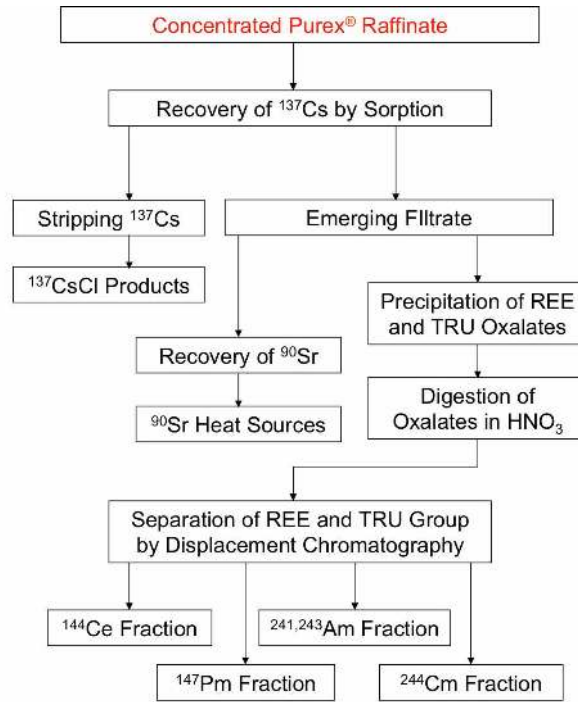 Concentrated Purex® Raffinate
Recovery of ¹³⁷Cs by Sorption
Stripping ¹³⁷Cs
Emerging FIltrate
¹³⁷CsCl Products
Precipitation of REE
and TRU Oxalates
Recovery of ⁹⁰Sr
Digestion of
Oxalates in HNO₃
⁹⁰Sr Heat Sources
Separation of REE and TRU Group
by Displacement Chromatography
¹⁴⁴Ce Fraction
²⁴¹,²⁴³Am Fraction
¹⁴⁷Pm Fraction
²⁴⁴Cm Fraction